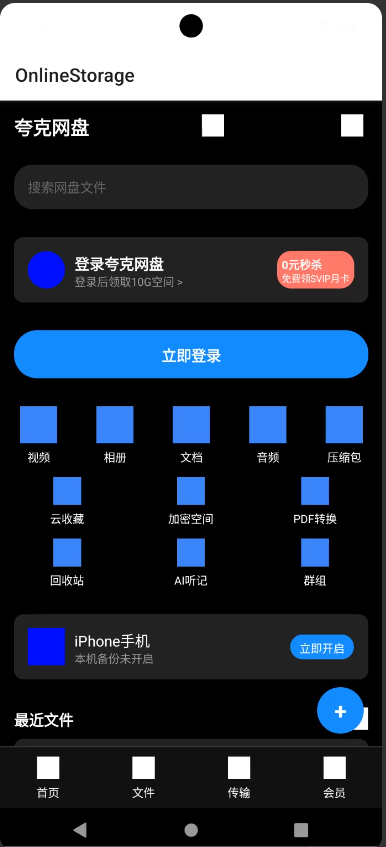 OnlineStorage
夸克网盘
搜索网盘文件
登录夸克网盘
登录后领取10G空间 >
0元秒杀
免费领SVIP月卡
立即登录
视频 相册 文档 音频 压缩包
云收藏 加密空间 PDF转换
回收站 AI听记 群组
iPhone手机
本机备份未开启
立即开启
最近文件
+
首页 文件 传输 会员